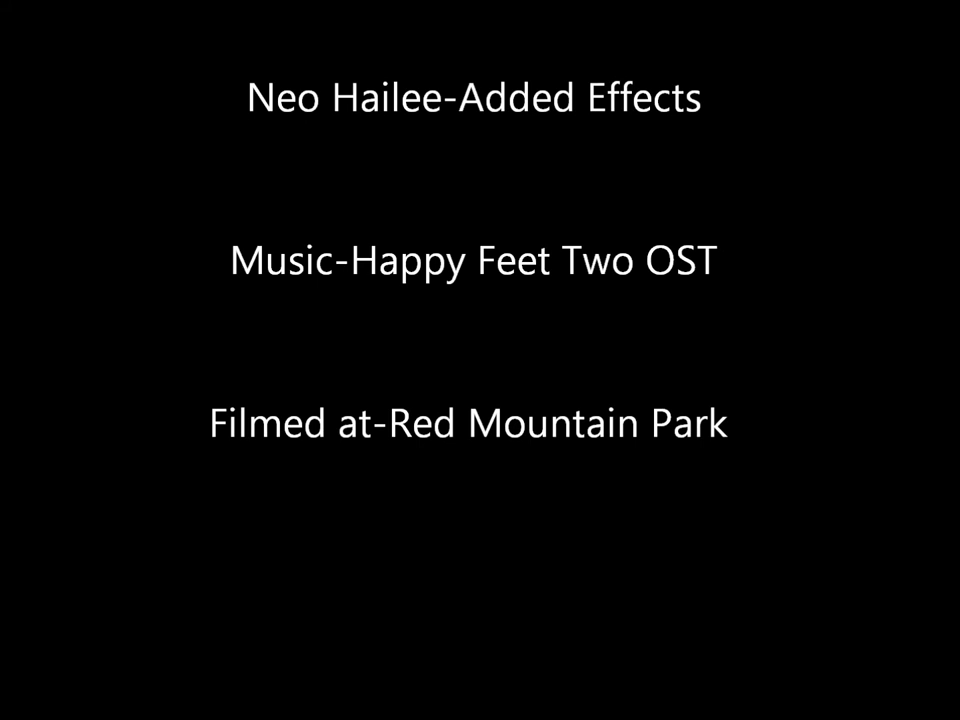 Neo Hailee-Added Effects
Music-Happy Feet Two OST
Filmed at-Red Mountain Park